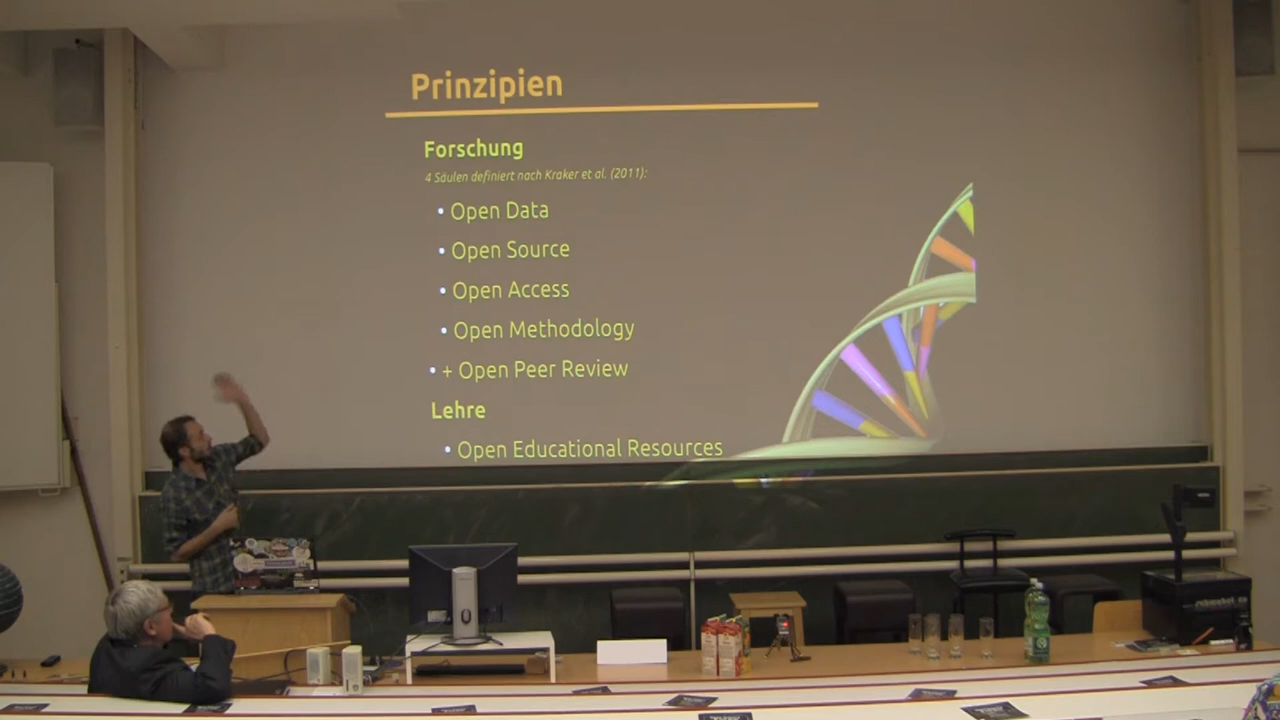 Prinzipien
Forschung
4 Säulen definiert nach Kraker et al. (2011):
• Open Data
• Open Source
• Open Access
• Open Methodology
• + Open Peer Review
Lehre
• Open Educational Resources